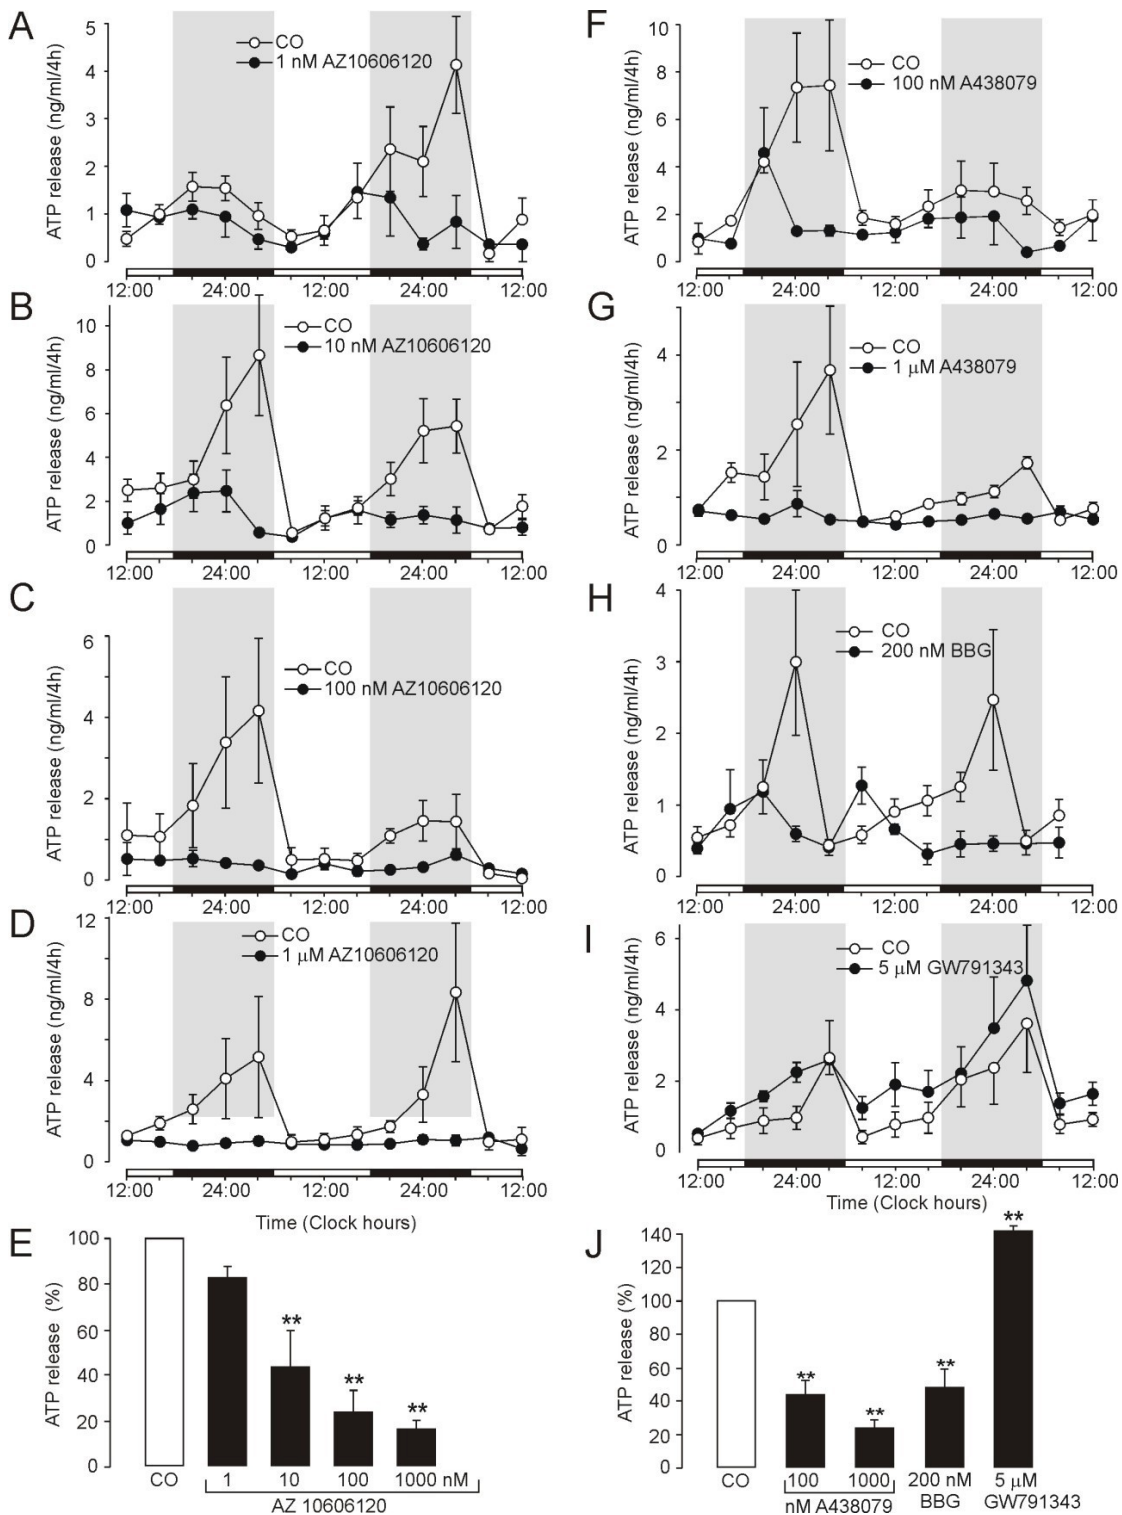 A
ATP release (ng/ml/4h)
5
4
3
2
1
0
CO
1 nM AZ10606120
12:00 24:00 12:00 24:00 12:00
B
ATP release (ng/ml/4h)
10
8
6
4
2
0
CO
10 nM AZ10606120
12:00 24:00 12:00 24:00 12:00
C
ATP release (ng/ml/4h)
6
4
2
0
CO
100 nM AZ10606120
12:00 24:00 12:00 24:00 12:00
D
ATP release (ng/ml/4h)
12
8
4
0
CO
1 μM AZ10606120
12:00 24:00 12:00 24:00 12:00
Time (Clock hours)
E
ATP release (%)
100
80
60
40
20
0
**
**
**
CO 1 10 100 1000 nM
AZ 10606120
F
ATP release (ng/ml/4h)
10
8
6
4
2
0
CO
100 nM A438079
12:00 24:00 12:00 24:00 12:00
G
ATP release (ng/ml/4h)
4
2
0
CO
1 μM A438079
12:00 24:00 12:00 24:00 12:00
H
ATP release (ng/ml/4h)
4
3
2
1
0
CO
200 nM BBG
12:00 24:00 12:00 24:00 12:00
I
ATP release (ng/ml/4h)
6
4
2
0
CO
5 μM GW791343
12:00 24:00 12:00 24:00 12:00
Time (Clock hours)
J
ATP release (%)
140
120
100
80
60
40
20
0
**
**
**
**
CO 100 1000 200 nM 5 μM
nM A438079 BBG GW791343